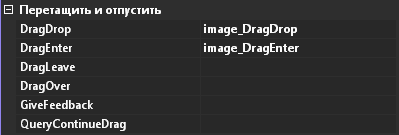 Перетащить и отпустить
DragDrop image_DragDrop
DragEnter image_DragEnter
DragLeave
DragOver
GiveFeedback
QueryContinueDrag